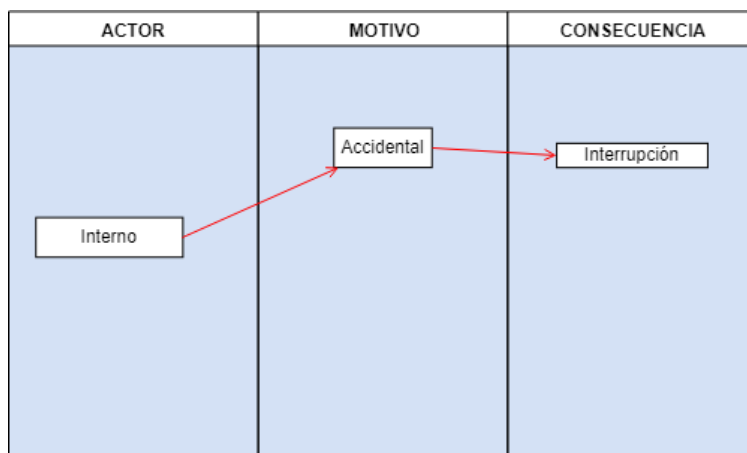 ACTOR
MOTIVO
CONSECUENCIA
Accidental
Interrupción
Interno